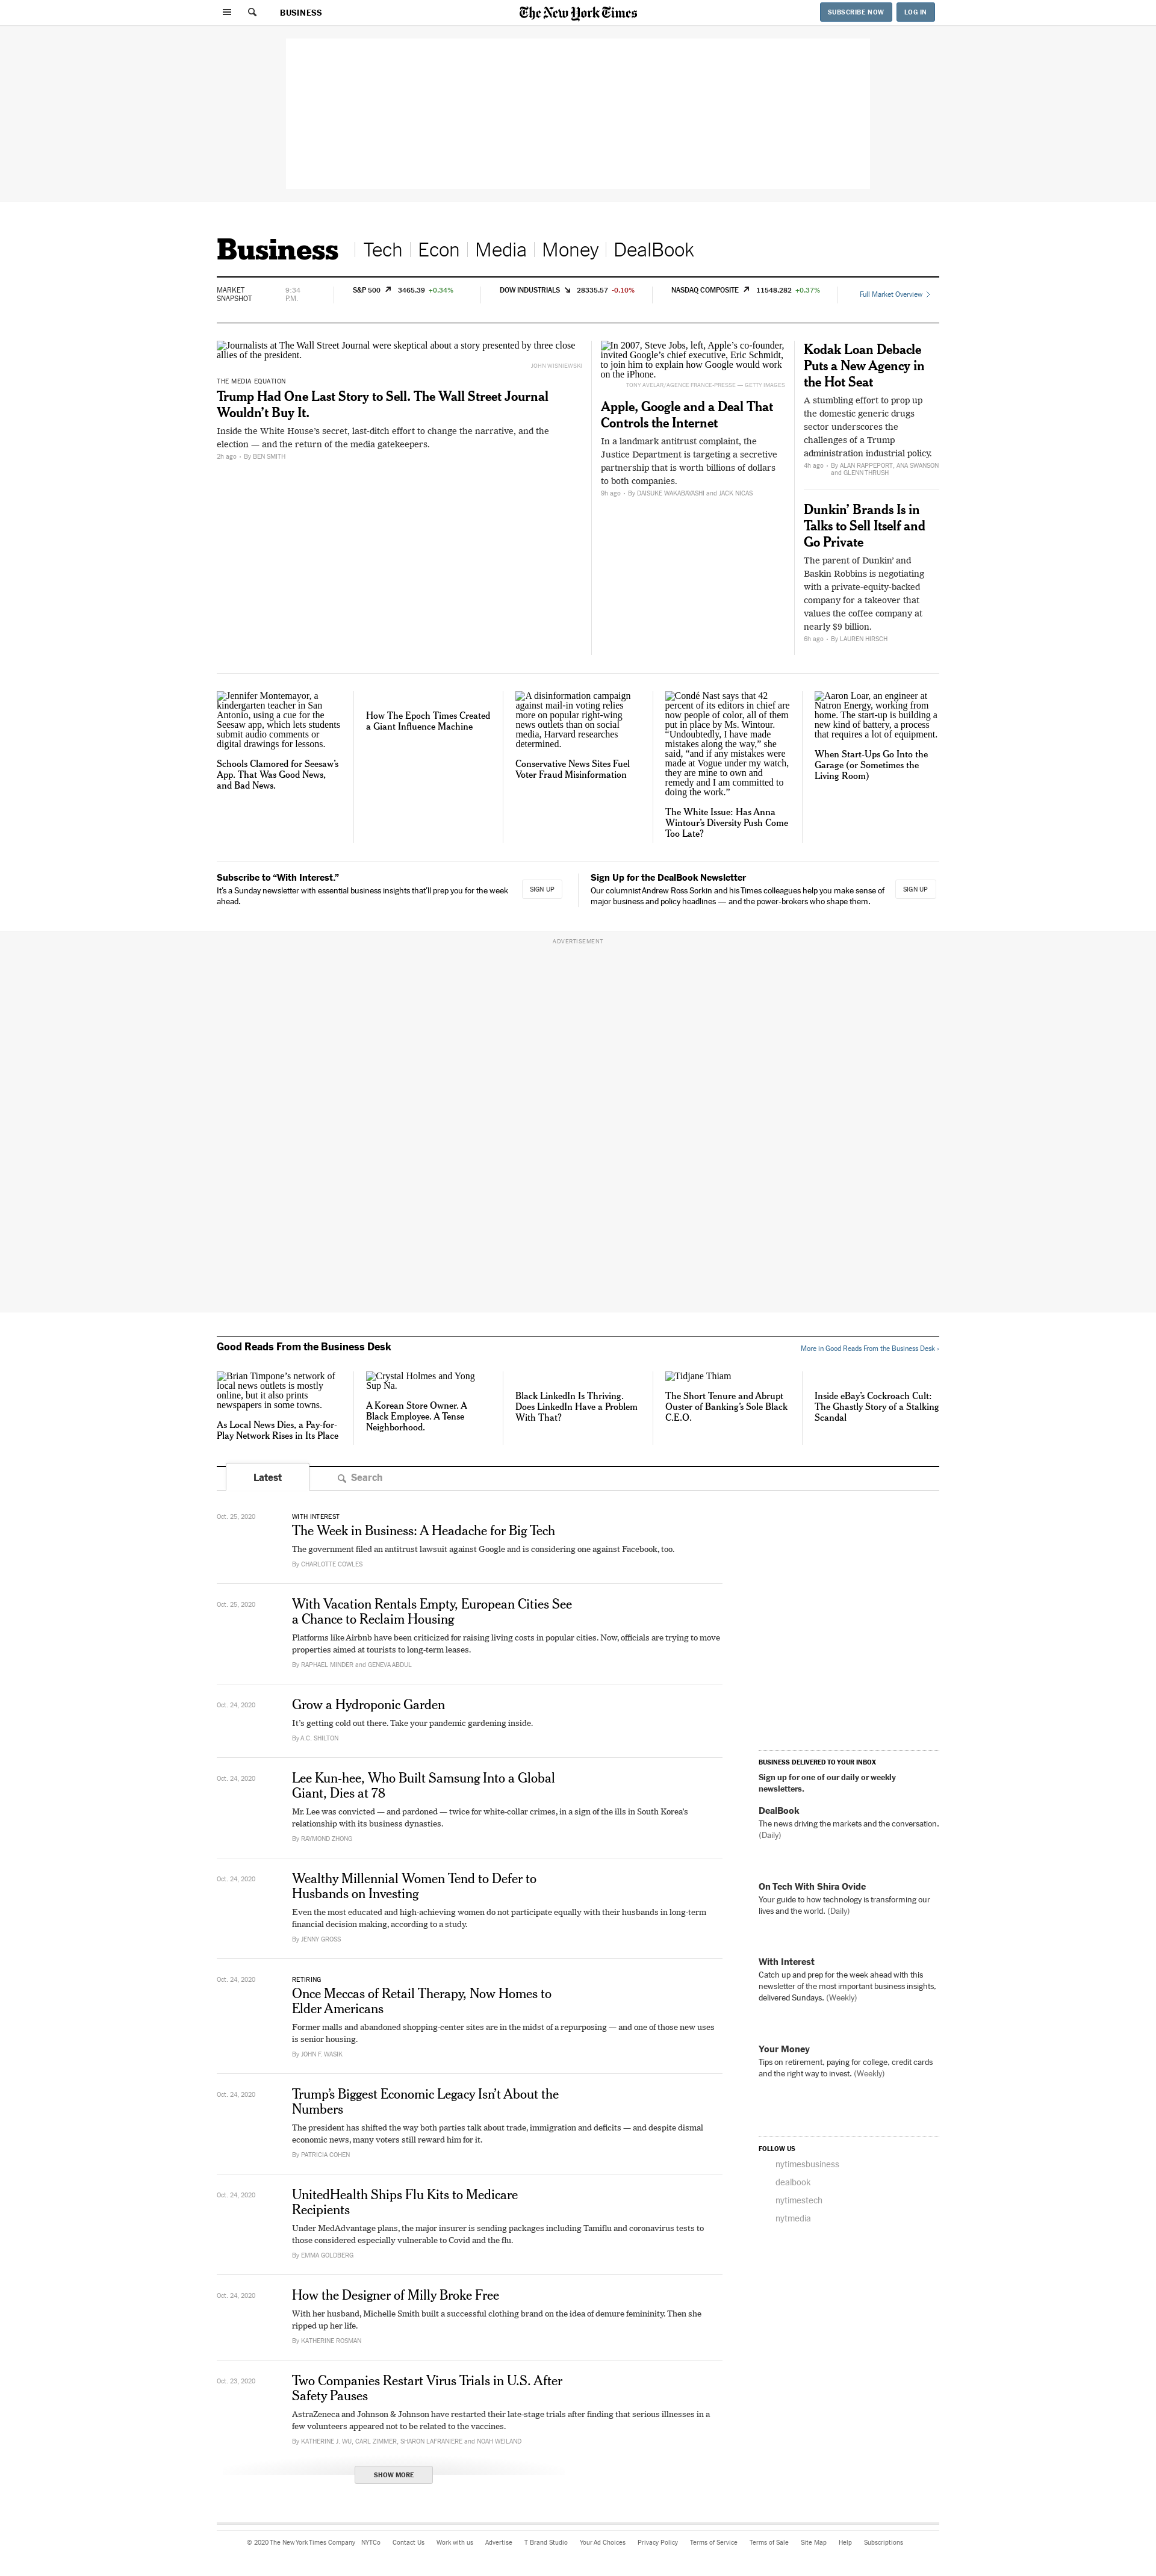 BUSINESS
The New York Times
SUBSCRIBE NOW
LOG IN
Business
Tech
Econ
Media
Money
DealBook
MARKET
SNAPSHOT
9:34
P.M.
S&P 500 3465.39 +0.34%
DOW INDUSTRIALS 28335.57 -0.10%
NASDAQ COMPOSITE 11548.282 +0.37%
Full Market Overview
Journalists at The Wall Street Journal were skeptical about a story presented by three close
allies of the president.
JOHN WISNIEWSKI
THE MEDIA EQUATION
Trump Had One Last Story to Sell. The Wall Street Journal
Wouldn’t Buy It.
Inside the White House’s secret, last-ditch effort to change the narrative, and the
election — and the return of the media gatekeepers.
2h ago • By BEN SMITH
In 2007, Steve Jobs, left, Apple’s co-founder,
invited Google’s chief executive, Eric Schmidt,
to join him to explain how Google would work
on the iPhone.
TONY AVELAR/AGENCE FRANCE-PRESSE — GETTY IMAGES
Apple, Google and a Deal That
Controls the Internet
In a landmark antitrust complaint, the
Justice Department is targeting a secretive
partnership that is worth billions of dollars
to both companies.
9h ago • By DAISUKE WAKABAYASHI and JACK NICAS
Kodak Loan Debacle
Puts a New Agency in
the Hot Seat
A stumbling effort to prop up
the domestic generic drugs
sector underscores the
challenges of a Trump
administration industrial policy.
4h ago • By ALAN RAPPEPORT, ANA SWANSON
and GLENN THRUSH
Dunkin’ Brands Is in
Talks to Sell Itself and
Go Private
The parent of Dunkin’ and
Baskin Robbins is negotiating
with a private-equity-backed
company for a takeover that
values the coffee company at
nearly $9 billion.
6h ago • By LAUREN HIRSCH
Jennifer Montemayor, a
kindergarten teacher in San
Antonio, using a cue for the
Seesaw app, which lets students
submit audio comments or
digital drawings for lessons.
Schools Clamored for Seesaw’s
App. That Was Good News,
and Bad News.
How The Epoch Times Created
a Giant Influence Machine
A disinformation campaign
against mail-in voting relies
more on popular right-wing
news outlets than on social
media, Harvard researches
determined.
Conservative News Sites Fuel
Voter Fraud Misinformation
Condé Nast says that 42
percent of its editors in chief are
now people of color, all of them
put in place by Ms. Wintour.
“Undoubtedly, I have made
mistakes along the way,” she
said, “and if any mistakes were
made at Vogue under my watch,
they are mine to own and
remedy and I am committed to
doing the work.”
The White Issue: Has Anna
Wintour’s Diversity Push Come
Too Late?
Aaron Loar, an engineer at
Natron Energy, working from
home. The start-up is building a
new kind of battery, a process
that requires a lot of equipment.
When Start-Ups Go Into the
Garage (or Sometimes the
Living Room)
Subscribe to “With Interest.”
It’s a Sunday newsletter with essential business insights that’ll prep you for the week
ahead.
SIGN UP
Sign Up for the DealBook Newsletter
Our columnist Andrew Ross Sorkin and his Times colleagues help you make sense of
major business and policy headlines — and the power-brokers who shape them.
SIGN UP
ADVERTISEMENT
Good Reads From the Business Desk
More in Good Reads From the Business Desk ›
Brian Timpone’s network of
local news outlets is mostly
online, but it also prints
newspapers in some towns.
As Local News Dies, a Pay-for-
Play Network Rises in Its Place
Crystal Holmes and Yong
Sup Na.
A Korean Store Owner. A
Black Employee. A Tense
Neighborhood.
Black LinkedIn Is Thriving.
Does LinkedIn Have a Problem
With That?
Tidjane Thiam
The Short Tenure and Abrupt
Ouster of Banking’s Sole Black
C.E.O.
Inside eBay’s Cockroach Cult:
The Ghastly Story of a Stalking
Scandal
Latest
Search
Oct. 25, 2020
WITH INTEREST
The Week in Business: A Headache for Big Tech
The government filed an antitrust lawsuit against Google and is considering one against Facebook, too.
By CHARLOTTE COWLES
Oct. 25, 2020
With Vacation Rentals Empty, European Cities See
a Chance to Reclaim Housing
Platforms like Airbnb have been criticized for raising living costs in popular cities. Now, officials are trying to move
properties aimed at tourists to long-term leases.
By RAPHAEL MINDER and GENEVA ABDUL
Oct. 24, 2020
Grow a Hydroponic Garden
It’s getting cold out there. Take your pandemic gardening inside.
By A.C. SHILTON
Oct. 24, 2020
Lee Kun-hee, Who Built Samsung Into a Global
Giant, Dies at 78
Mr. Lee was convicted — and pardoned — twice for white-collar crimes, in a sign of the ills in South Korea’s
relationship with its business dynasties.
By RAYMOND ZHONG
Oct. 24, 2020
Wealthy Millennial Women Tend to Defer to
Husbands on Investing
Even the most educated and high-achieving women do not participate equally with their husbands in long-term
financial decision making, according to a study.
By JENNY GROSS
Oct. 24, 2020
RETIRING
Once Meccas of Retail Therapy, Now Homes to
Elder Americans
Former malls and abandoned shopping-center sites are in the midst of a repurposing — and one of those new uses
is senior housing.
By JOHN F. WASIK
Oct. 24, 2020
Trump’s Biggest Economic Legacy Isn’t About the
Numbers
The president has shifted the way both parties talk about trade, immigration and deficits — and despite dismal
economic news, many voters still reward him for it.
By PATRICIA COHEN
Oct. 24, 2020
UnitedHealth Ships Flu Kits to Medicare
Recipients
Under MedAdvantage plans, the major insurer is sending packages including Tamiflu and coronavirus tests to
those considered especially vulnerable to Covid and the flu.
By EMMA GOLDBERG
Oct. 24, 2020
How the Designer of Milly Broke Free
With her husband, Michelle Smith built a successful clothing brand on the idea of demure femininity. Then she
ripped up her life.
By KATHERINE ROSMAN
Oct. 23, 2020
Two Companies Restart Virus Trials in U.S. After
Safety Pauses
AstraZeneca and Johnson & Johnson have restarted their late-stage trials after finding that serious illnesses in a
few volunteers appeared not to be related to the vaccines.
By KATHERINE J. WU, CARL ZIMMER, SHARON LAFRANIERE and NOAH WEILAND
SHOW MORE
BUSINESS DELIVERED TO YOUR INBOX
Sign up for one of our daily or weekly
newsletters.
DealBook
The news driving the markets and the conversation.
(Daily)
On Tech With Shira Ovide
Your guide to how technology is transforming our
lives and the world. (Daily)
With Interest
Catch up and prep for the week ahead with this
newsletter of the most important business insights,
delivered Sundays. (Weekly)
Your Money
Tips on retirement, paying for college, credit cards
and the right way to invest. (Weekly)
FOLLOW US
nytimesbusiness
dealbook
nytimestech
nytmedia
© 2020 The New York Times Company
NYTCo
Contact Us
Work with us
Advertise
T Brand Studio
Your Ad Choices
Privacy Policy
Terms of Service
Terms of Sale
Site Map
Help
Subscriptions